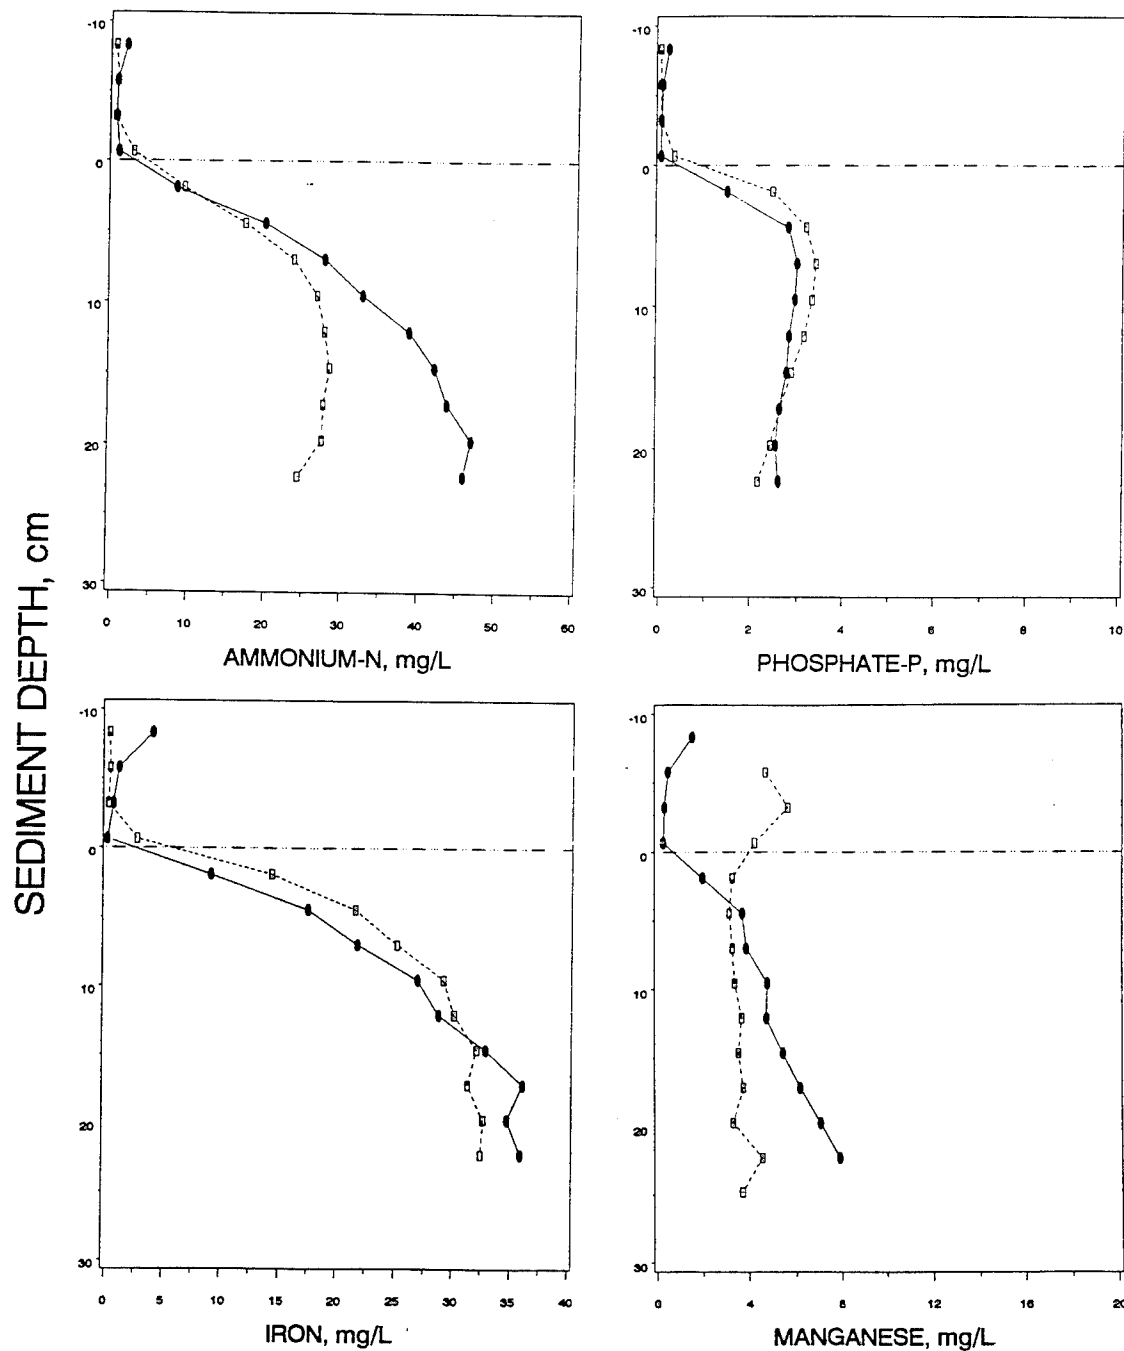 SEDIMENT DEPTH, cm
-10
0
10
20
30
0 10 20 30 40 50 60
AMMONIUM-N, mg/L
-10
0
10
20
30
0 2 4 6 8 10
PHOSPHATE-P, mg/L
-10
0
10
20
30
0 5 10 15 20 25 30 35 40
IRON, mg/L
-10
0
10
20
30
0 4 8 12 16 20
MANGANESE, mg/L